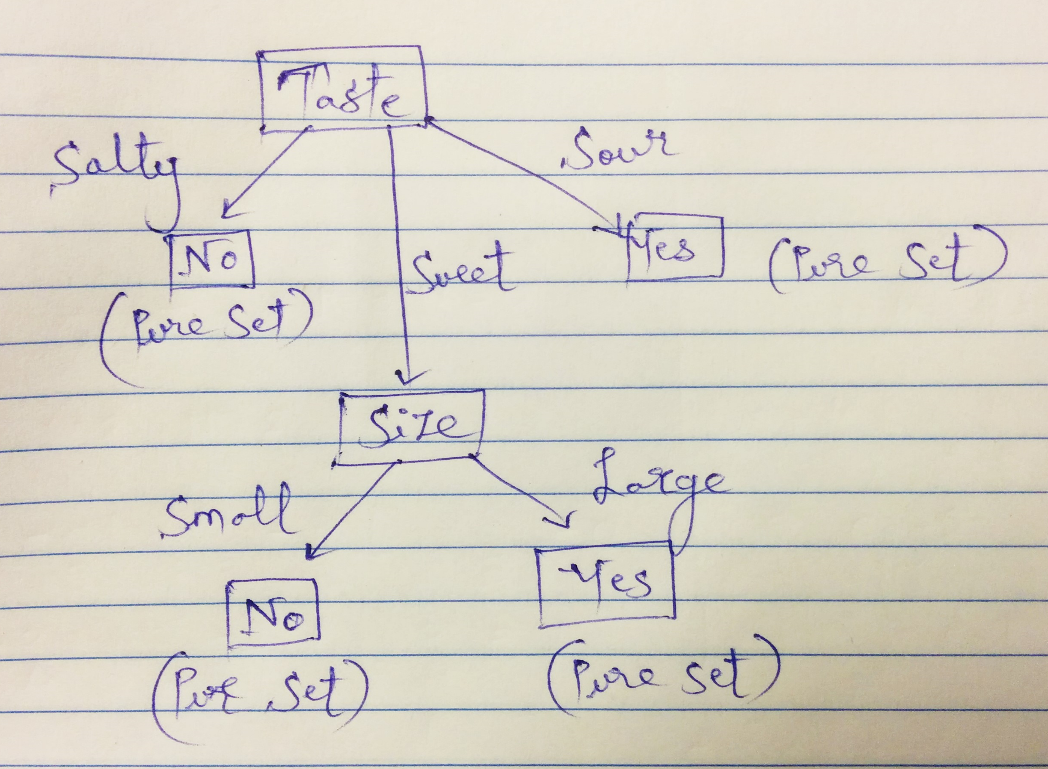 Taste
Salty
Sour
No
Sweet
Yes (Pure Set)
(Pure Set)
Size
Small
Large
No
Yes
(Pure Set)
(Pure Set)